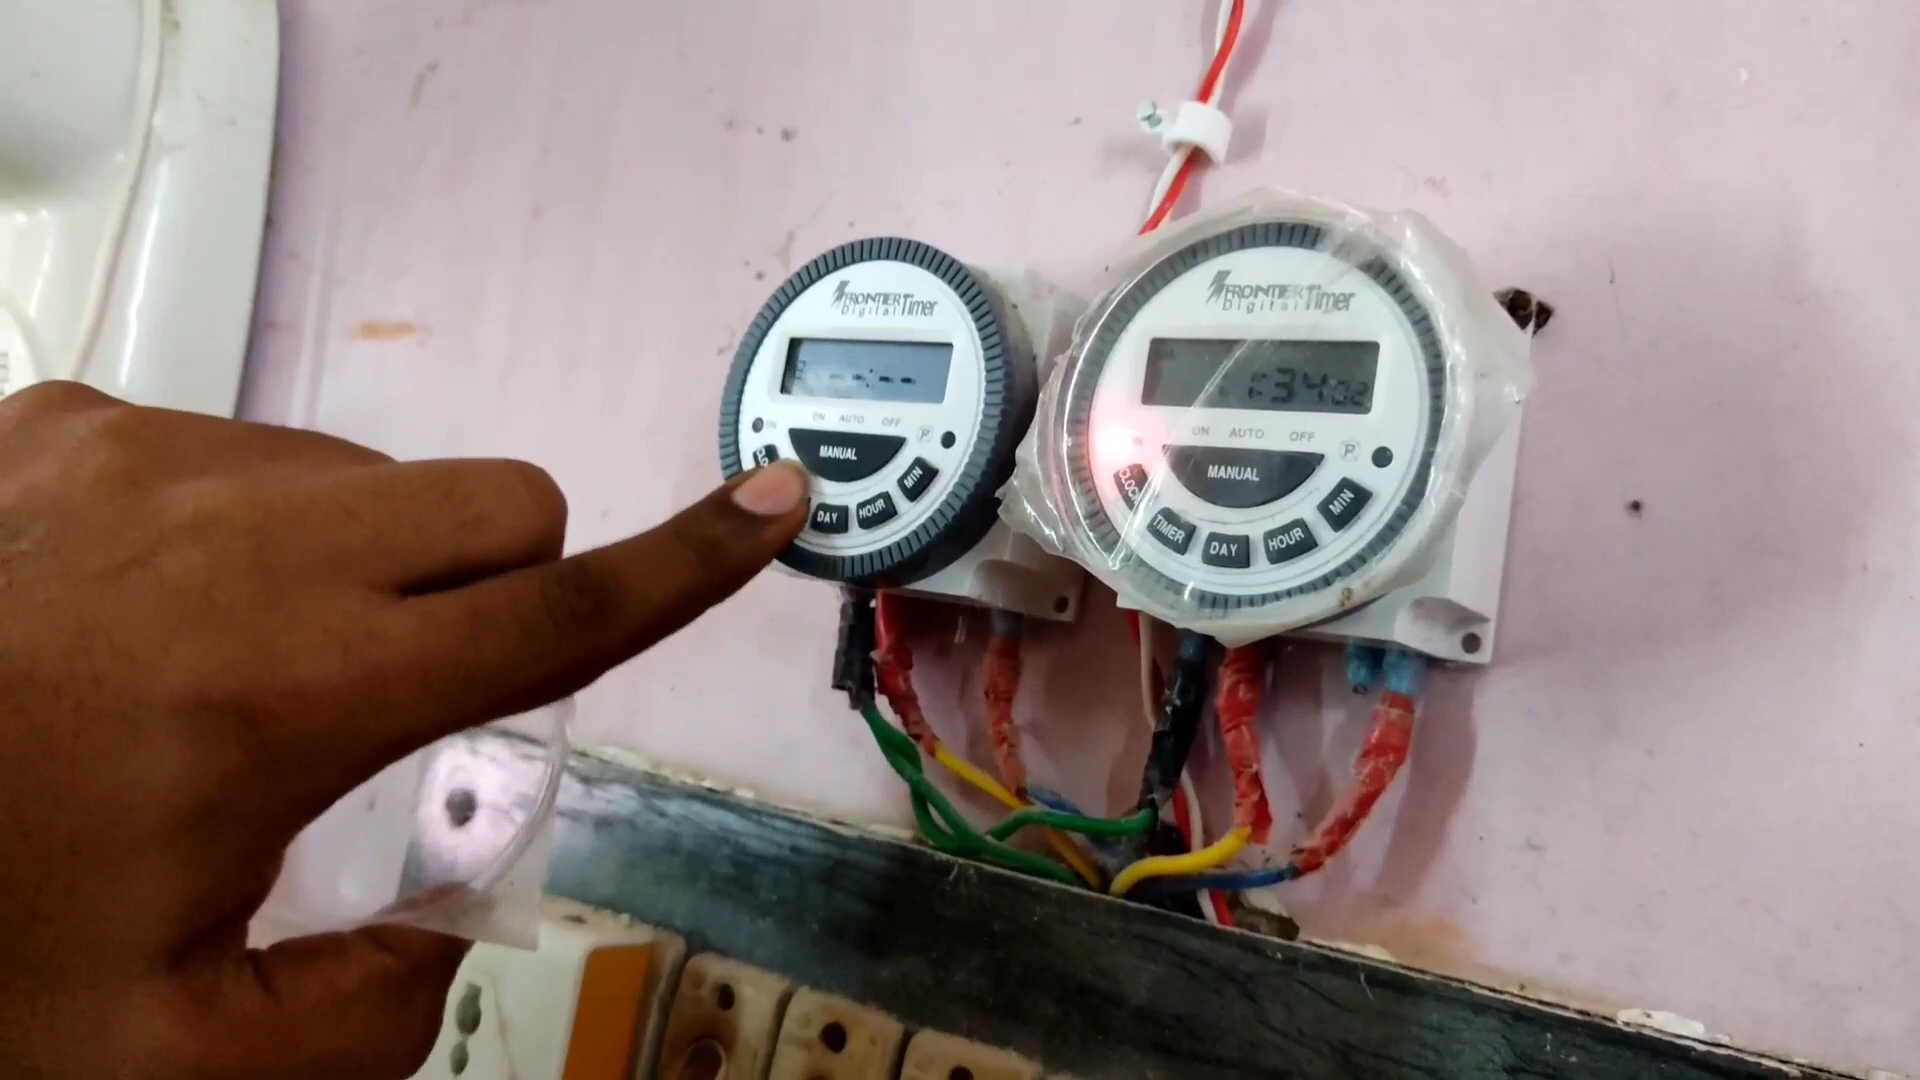 FRONTIER Timer
Digital
--:--
ON AUTO OFF
ON
P
MANUAL
DAY
HOUR
MIN
FRONTIER Timer
Digital
ON AUTO OFF
P
MANUAL
CLOCK
TIMER
DAY
HOUR
MIN